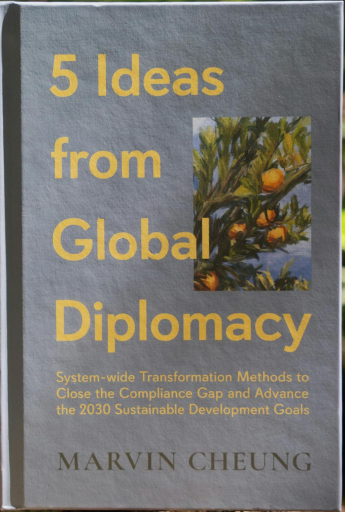 5 Ideas
from
Global
Diplomacy
System-wide Transformation Methods to
Close the Compliance Gap and Advance
the 2030 Sustainable Development Goals
MARVIN CHEUNG